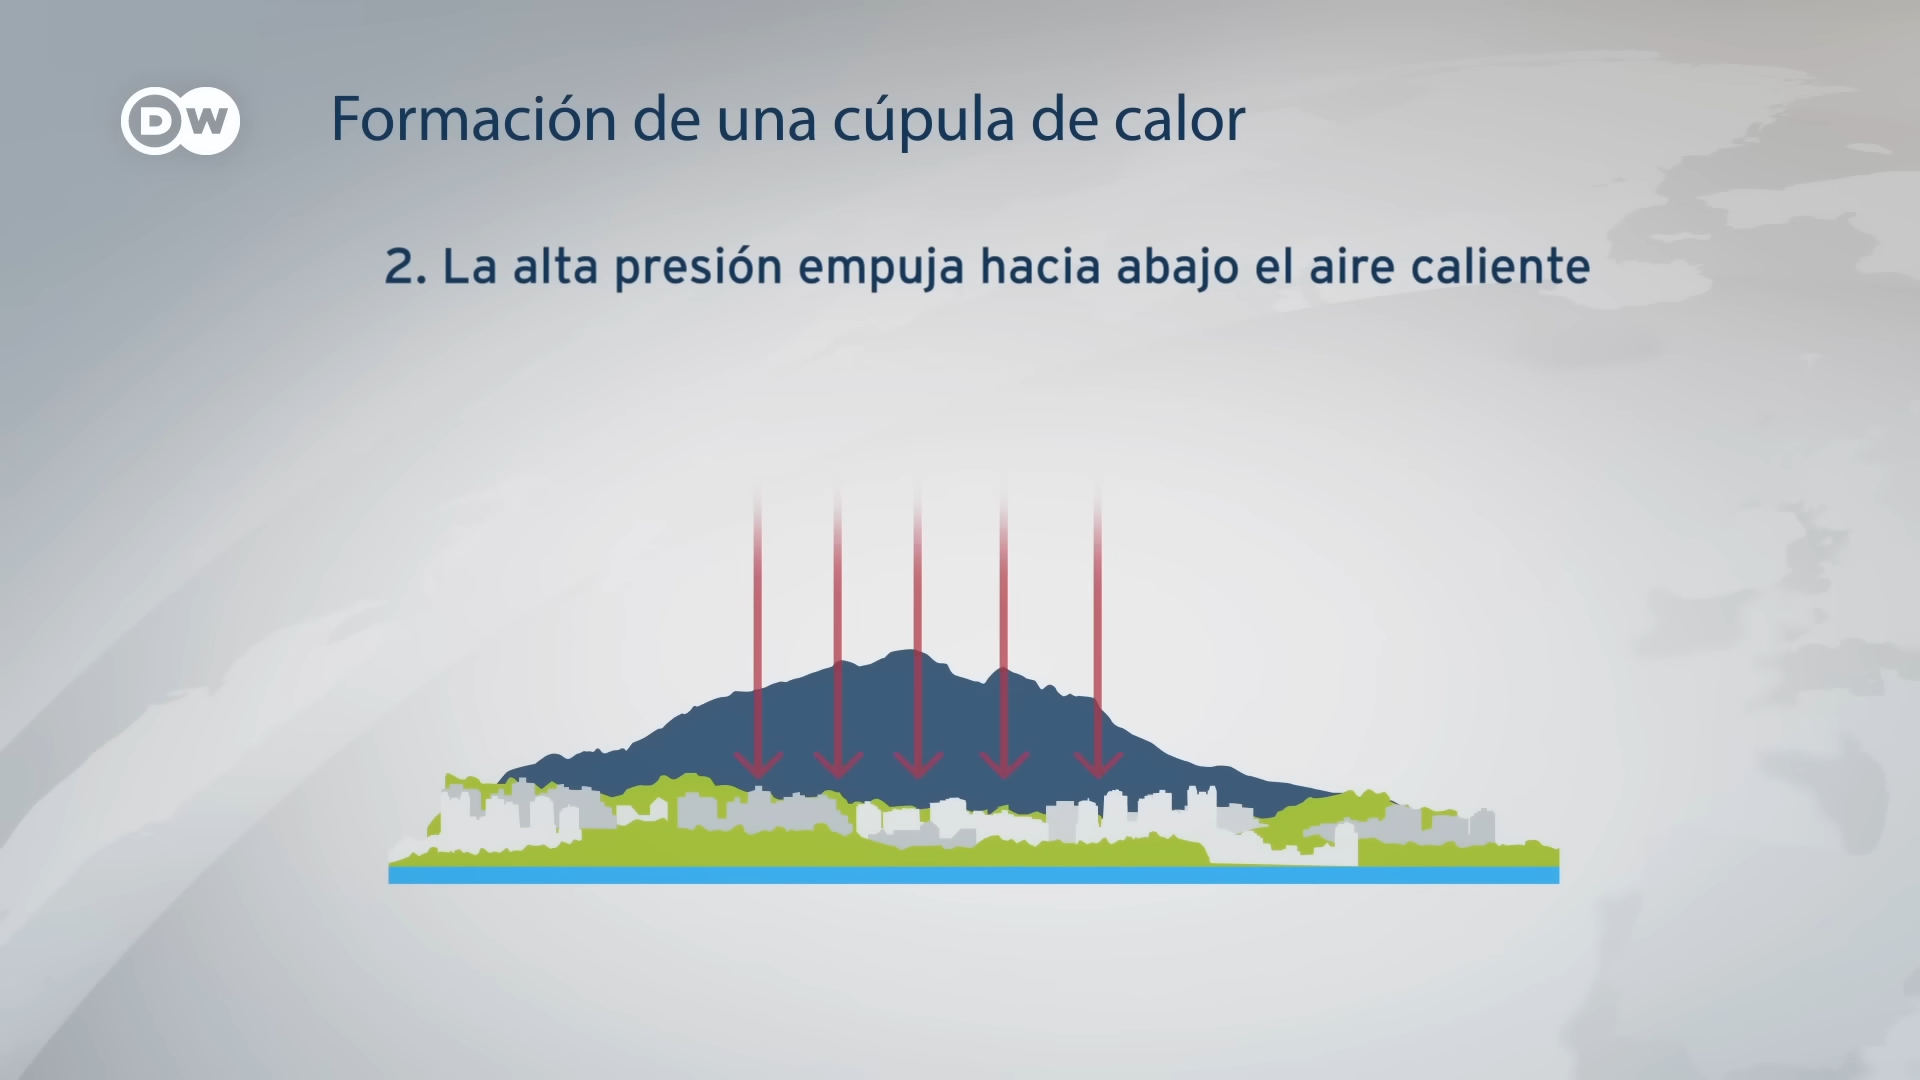 DW
Formación de una cúpula de calor
2. La alta presión empuja hacia abajo el aire caliente